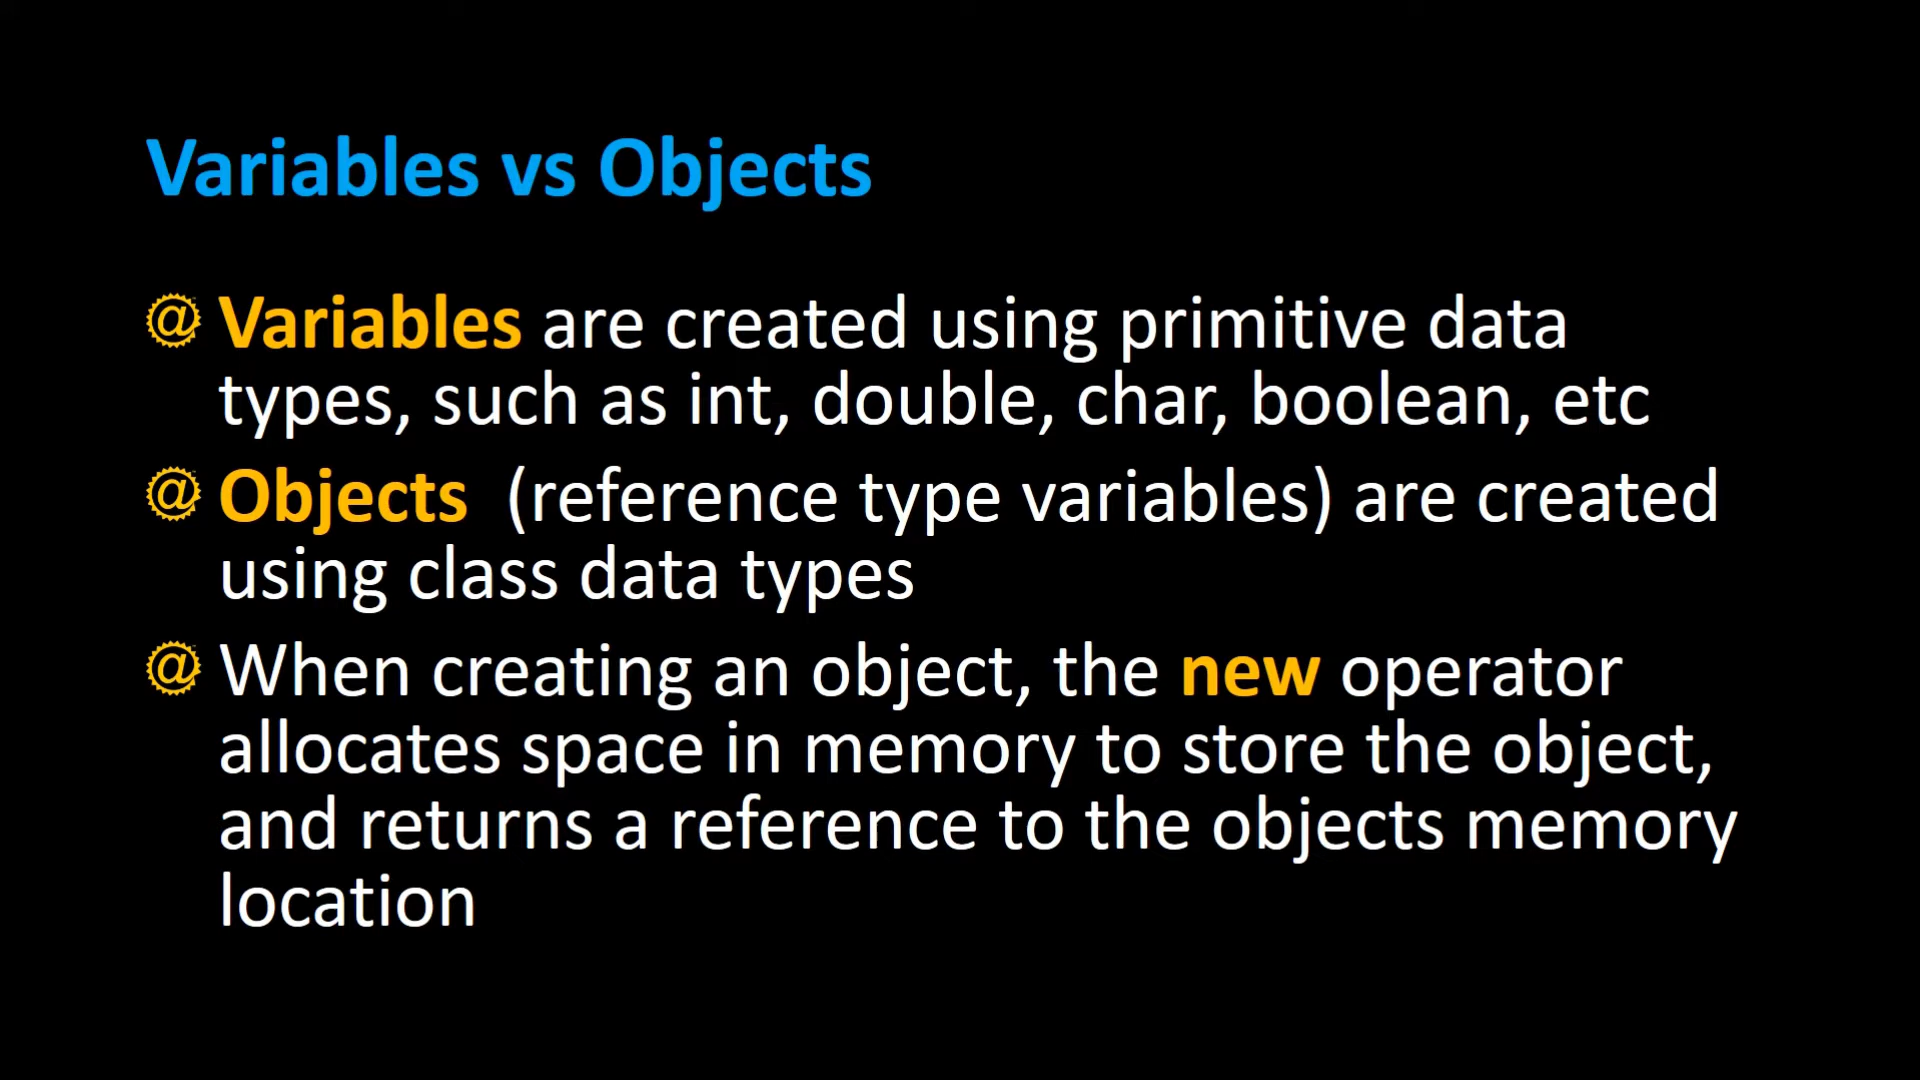 Variables vs Objects
@ Variables are created using primitive data
types, such as int, double, char, boolean, etc
@ Objects (reference type variables) are created
using class data types
@ When creating an object, the new operator
allocates space in memory to store the object,
and returns a reference to the objects memory
location